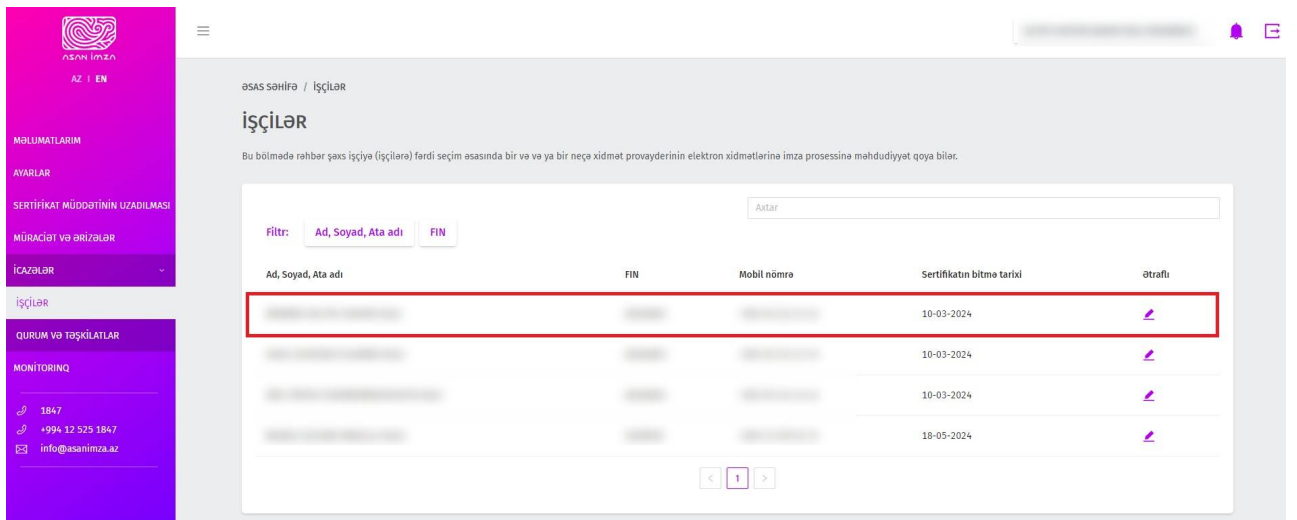 ASAN İMZA
AZ | EN
MƏLUMATLARIM
AYARLAR
SERTİFİKAT MÜDDƏTİNİN UZADILMASI
MÜRACİƏT VƏ ƏRİZƏLƏR
İCAZƏLƏR
İŞÇİLƏR
QURUM VƏ TƏŞKİLATLAR
MONİTORINQ
1847
+994 12 525 1847
info@asanimza.az
ƏSAS SƏHİFƏ / İŞÇİLƏR
İŞÇİLƏR
Bu bölmədə rəhbər şəxs işçiyə (işçilərə) fərdi seçim əsasında bir və və ya bir neçə xidmət provayderinin elektron xidmətlərinə imza prosessinə məhdudiyyət qoya bilər.
Axtar
Filtr: Ad, Soyad, Ata adı FIN
Ad, Soyad, Ata adı FIN Mobil nömrə Sertifikatın bitmə tarixi Ətraflı
10-03-2024
10-03-2024
10-03-2024
18-05-2024
< 1 >